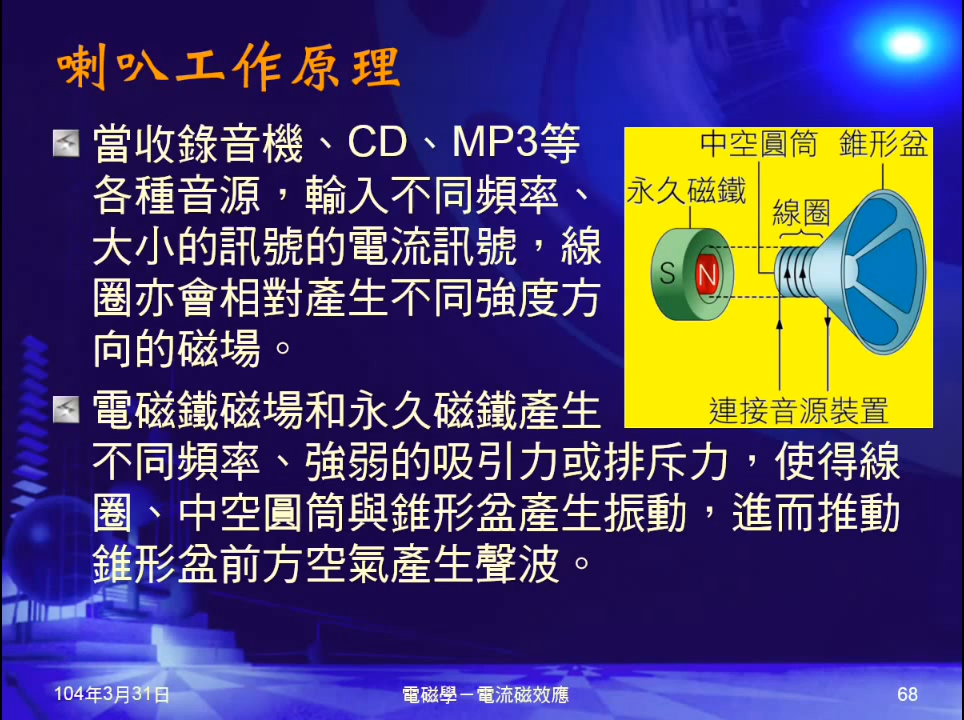 喇叭工作原理
當收錄音機、CD、MP3等
各種音源，輸入不同頻率、
大小的訊號的電流訊號，線
圈亦會相對產生不同強度方
向的磁場。
中空圓筒 錐形盆
永久磁鐵
線圈
S N
連接音源裝置
電磁鐵磁場和永久磁鐵產生
不同頻率、強弱的吸引力或排斥力，使得線
圈、中空圓筒與錐形盆產生振動，進而推動
錐形盆前方空氣產生聲波。
104年3月31日 電磁學－電流磁效應 68